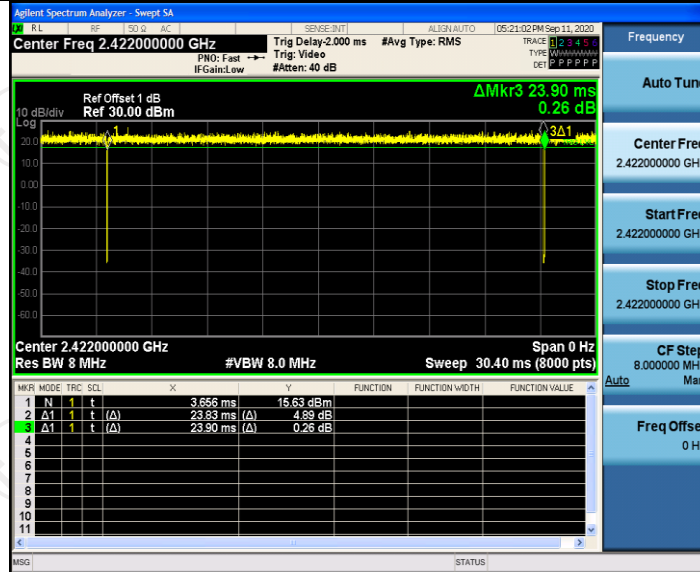 Agilent Spectrum Analyzer - Swept SA
RL RF 50 Ω AC SENSE:INT ALIGN AUTO 05:21:02 PM Sep 11, 2020
Center Freq 2.422000000 GHz
PNO: Fast
IFGain:Low
Trig Delay-2.000 ms
Trig: Video
#Atten: 40 dB
#Avg Type: RMS
TRACE 1 2 3 4 5 6
TYPE
DET P P P P P P
Frequency
Auto Tun
ΔMkr3 23.90 ms
0.26 dB
Ref Offset 1 dB
10 dB/div Ref 30.00 dBm
Log
1
3Δ1
20.0
10.0
0.00
-10.0
-20.0
-30.0
-40.0
-50.0
-60.0
Center Fre
2.422000000 GH
Start Fre
2.422000000 GH
Stop Fre
2.422000000 GH
CF Ste
8.000000 MH
Auto Ma
Freq Offse
0 H
Center 2.422000000 GHz Span 0 Hz
Res BW 8 MHz #VBW 8.0 MHz Sweep 30.40 ms (8000 pts)
MKR MODE TRC SCL X Y FUNCTION FUNCTION WIDTH FUNCTION VALUE
1 N 1 t 3.656 ms 15.63 dBm
2 Δ1 1 t (Δ) 23.83 ms (Δ) 4.89 dB
3 Δ1 1 t (Δ) 23.90 ms (Δ) 0.26 dB
4
5
6
7
8
9
10
11
MSG STATUS